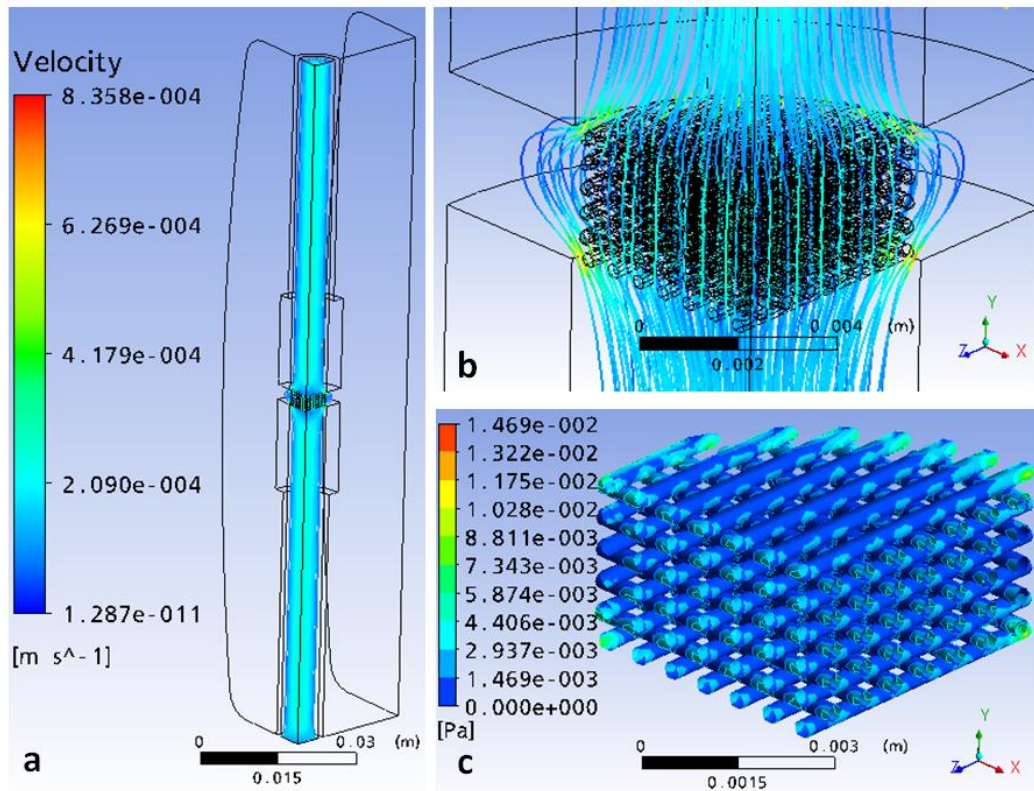 Velocity
8.358e-004
6.269e-004
4.179e-004
2.090e-004
1.287e-011
[m s^-1]
0 0.03 (m)
0.015
a
0 0.004 (m)
0.002
b
Y
Z X
1.469e-002
1.322e-002
1.175e-002
1.028e-002
8.811e-003
7.343e-003
5.874e-003
4.406e-003
2.937e-003
1.469e-003
0.000e+000
[Pa]
0 0.003 (m)
0.0015
c
Y
Z X